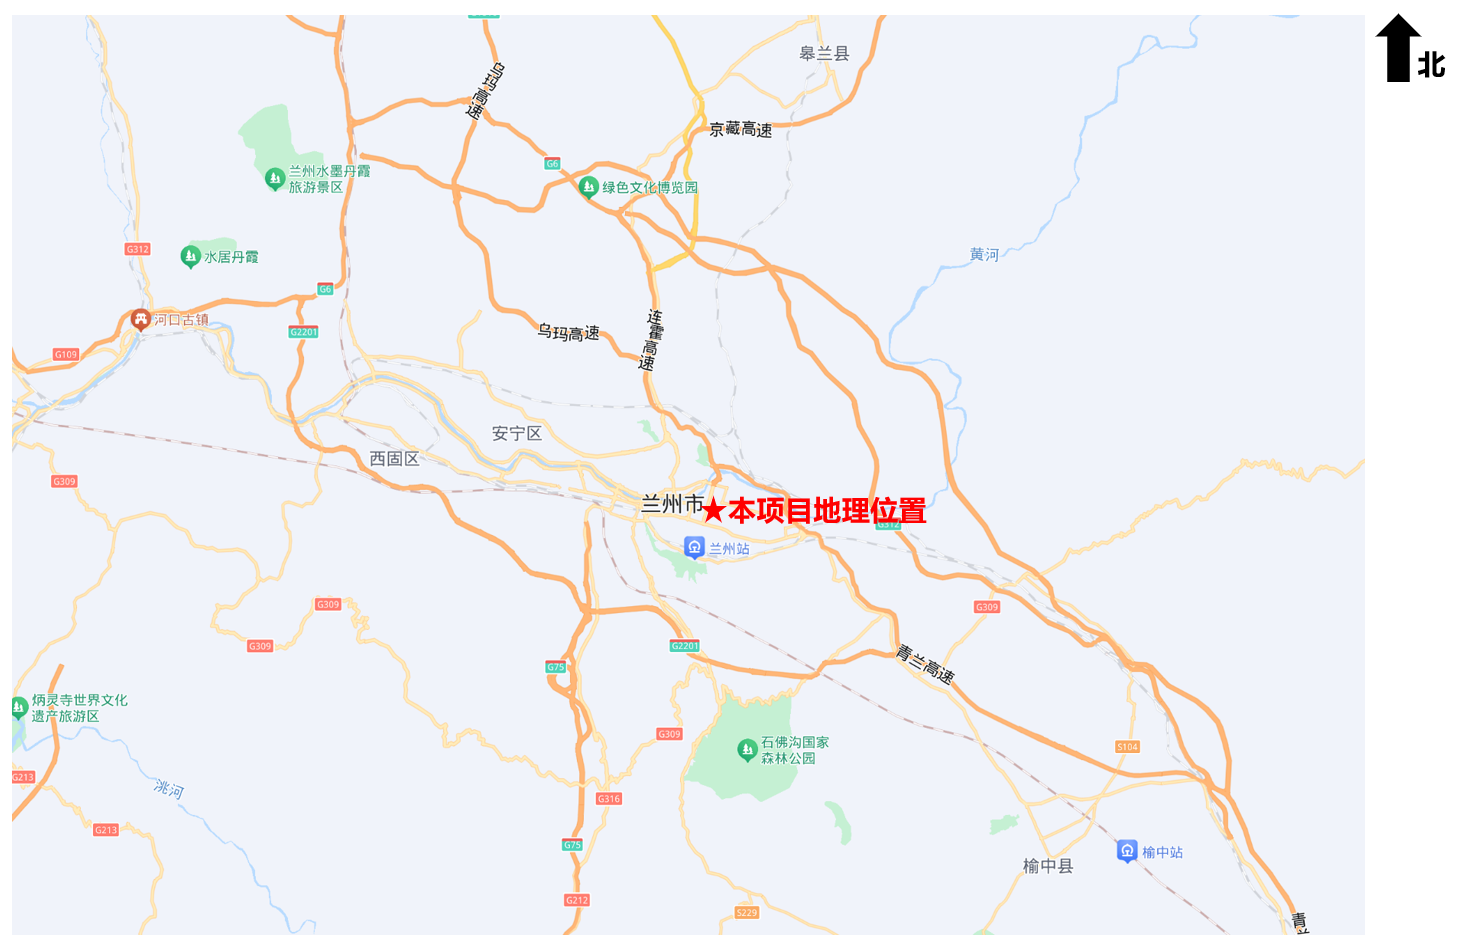 皋兰县
北
乌玛高速
京藏高速
G6
兰州水墨丹霞
旅游景区
绿色文化博览园
G312
水居丹霞
黄河
G6
河口古镇
G2201
乌玛高速
连霍高速
G109
安宁区
西固区
G309
兰州市
★本项目地理位置
G312
兰州站
G309
G309
G309
G2201
青兰高速
G75
炳灵寺世界文化
遗产旅游区
G309
石佛沟国家
森林公园
S104
G213
洮河
G316
G213
G75
榆中站
榆中县
G212
S229
青兰